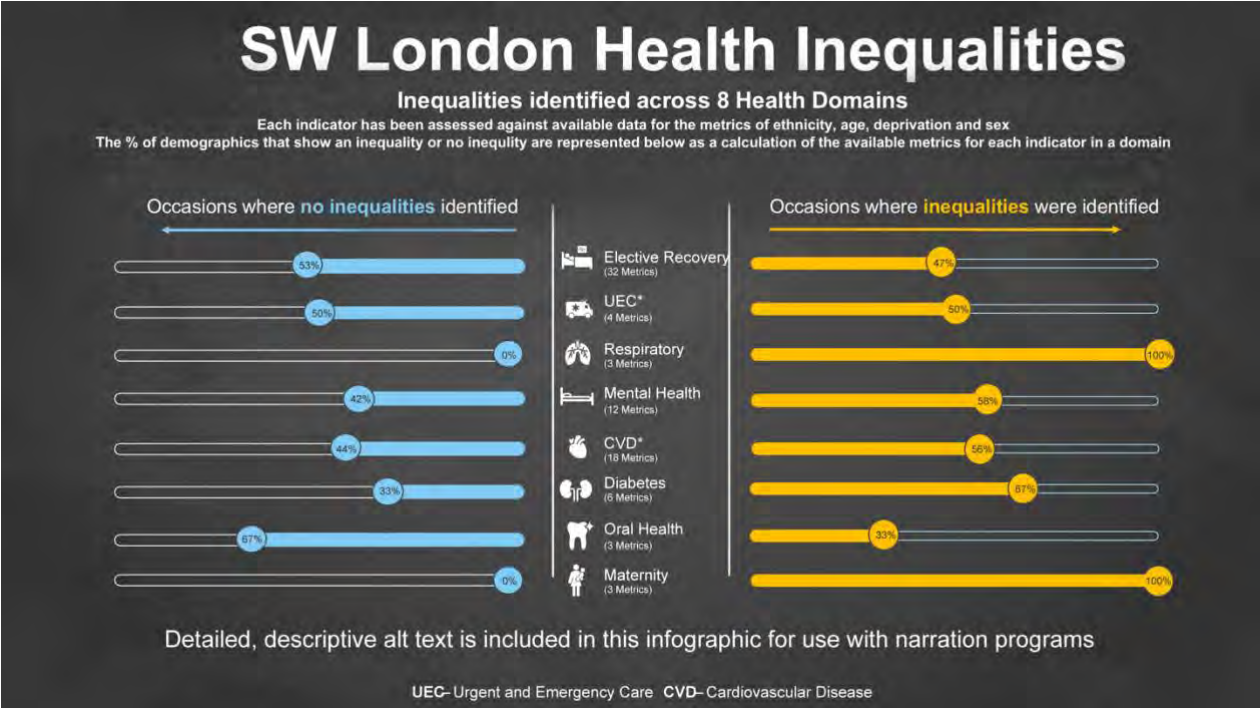 SW London Health Inequalities
Inequalities identified across 8 Health Domains
Each indicator has been assessed against available data for the metrics of ethnicity, age, deprivation and sex
The % of demographics that show an inequality or no inequlity are represented below as a calculation of the available metrics for each indicator in a domain
Occasions where no inequalities identified
Occasions where inequalities were identified
53%
Elective Recovery
(32 Metrics)
47%
50%
UEC*
(4 Metrics)
50%
0%
Respiratory
(3 Metrics)
100%
42%
Mental Health
(12 Metrics)
58%
44%
CVD*
(18 Metrics)
56%
33%
Diabetes
(6 Metrics)
67%
67%
Oral Health
(3 Metrics)
33%
0%
Maternity
(3 Metrics)
100%
Detailed, descriptive alt text is included in this infographic for use with narration programs
UEC– Urgent and Emergency Care CVD– Cardiovascular Disease